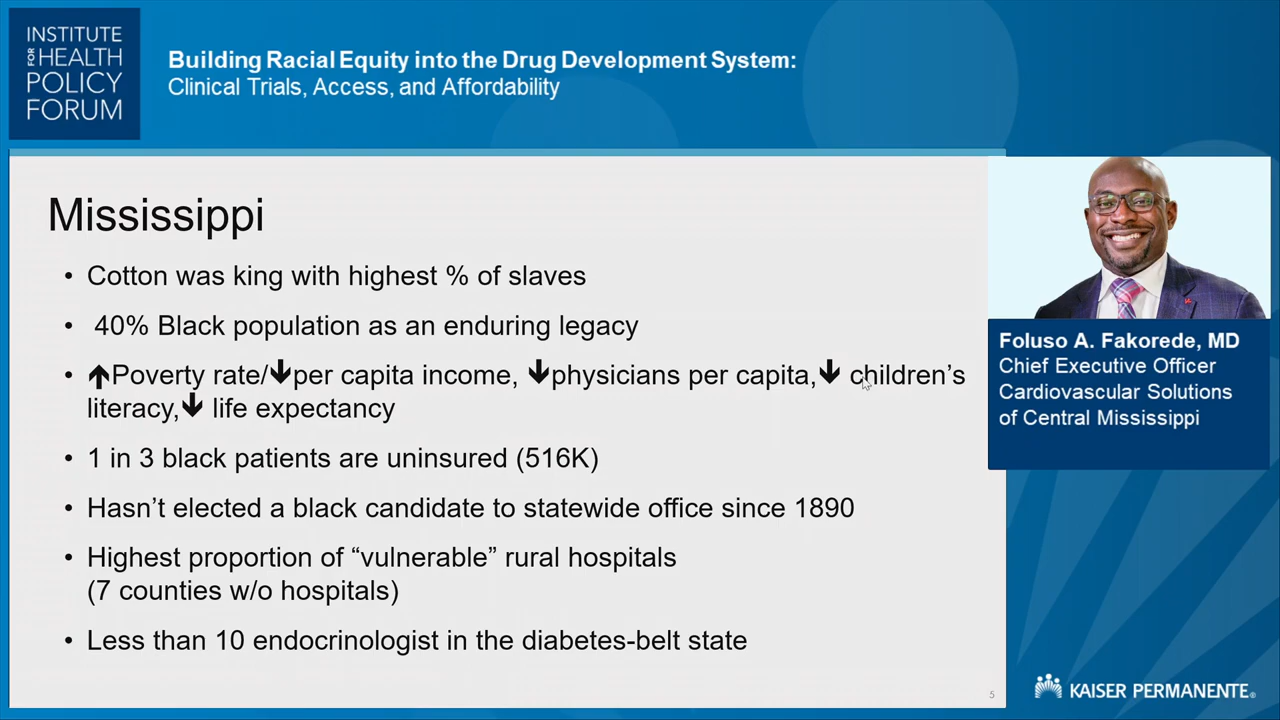 INSTITUTE
FOR HEALTH
POLICY
FORUM
Building Racial Equity into the Drug Development System:
Clinical Trials, Access, and Affordability
Mississippi
• Cotton was king with highest % of slaves
• 40% Black population as an enduring legacy
• 🡹Poverty rate/🡻per capita income, 🡻physicians per capita,🡻 children’s
literacy,🡻 life expectancy
• 1 in 3 black patients are uninsured (516K)
• Hasn’t elected a black candidate to statewide office since 1890
• Highest proportion of “vulnerable” rural hospitals
(7 counties w/o hospitals)
• Less than 10 endocrinologist in the diabetes-belt state
5
Foluso A. Fakorede, MD
Chief Executive Officer
Cardiovascular Solutions
of Central Mississippi
KAISER PERMANENTE®